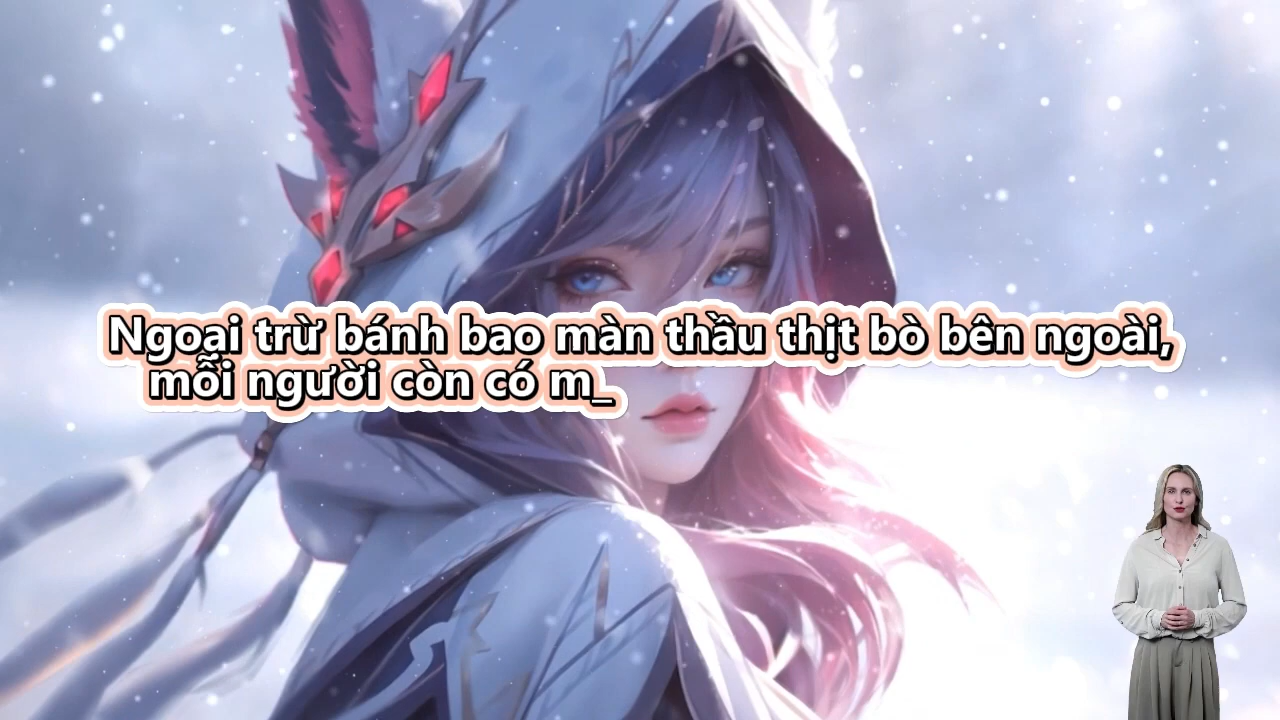 Ngoại trừ bánh bao màn thầu thịt bò bên ngoài,
mỗi người còn có m_